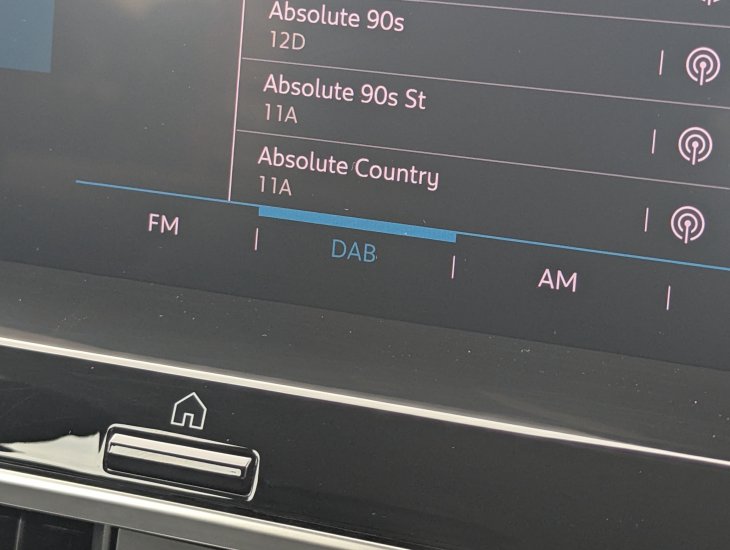 Absolute 90s
12D
Absolute 90s St
11A
Absolute Country
11A
FM
DAB
AM